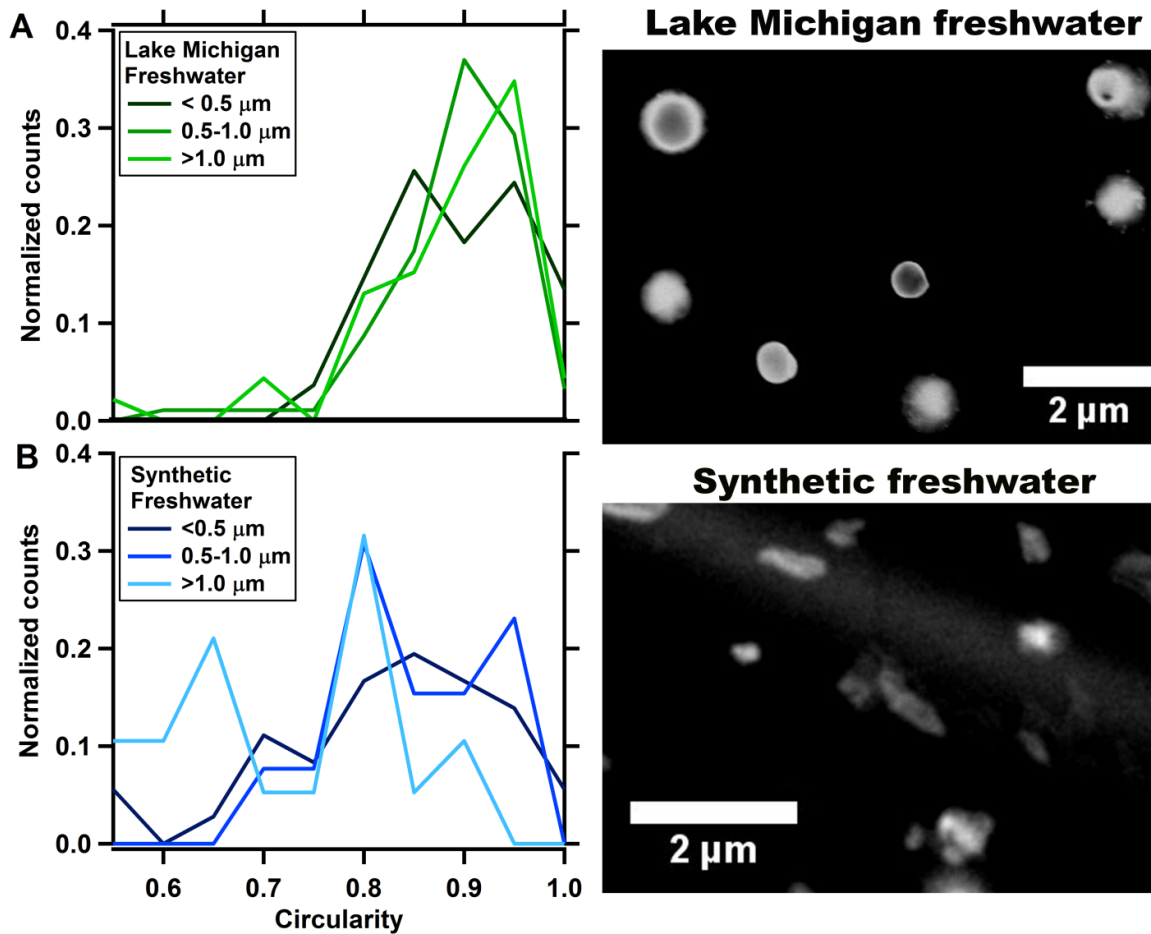 A
0.4
0.3
0.2
0.1
0.0
Normalized counts
Lake Michigan
Freshwater
< 0.5 μm
0.5-1.0 μm
>1.0 μm
Lake Michigan freshwater
2 μm
B
0.4
0.3
0.2
0.1
0.0
Normalized counts
Synthetic
Freshwater
<0.5 μm
0.5-1.0 μm
>1.0 μm
0.6 0.7 0.8 0.9 1.0
Circularity
Synthetic freshwater
2 μm